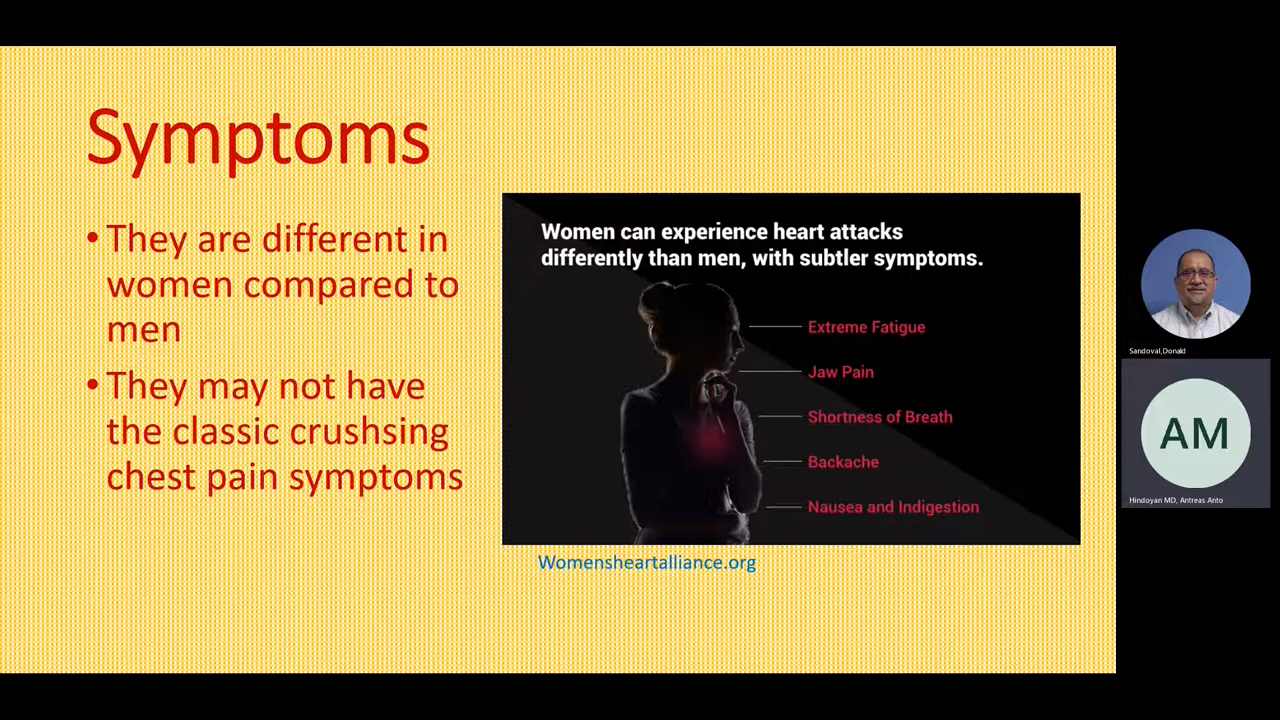 Symptoms
• They are different in
women compared to
men
• They may not have
the classic crushsing
chest pain symptoms
Women can experience heart attacks
differently than men, with subtler symptoms.
Extreme Fatigue
Jaw Pain
Shortness of Breath
Backache
Nausea and Indigestion
Womensheartalliance.org
Sandoval,Donald
AM
Hindoyan MD, Antreas Anto